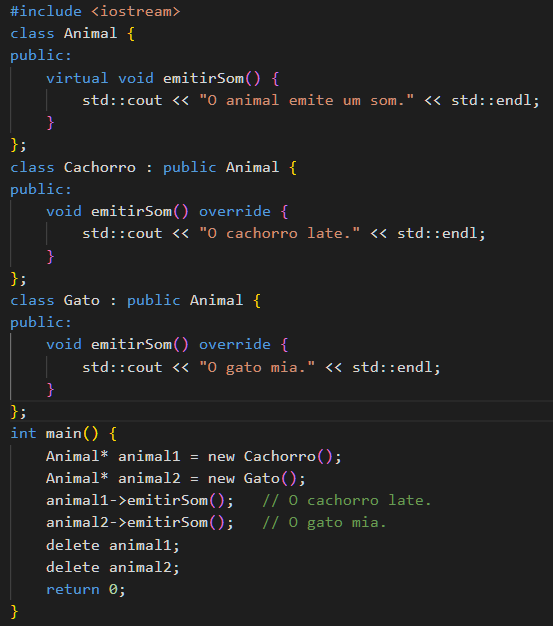 #include <iostream>
class Animal {
public:
    virtual void emitirSom() {
        std::cout << "O animal emite um som." << std::endl;
    }
};
class Cachorro : public Animal {
public:
    void emitirSom() override {
        std::cout << "O cachorro late." << std::endl;
    }
};
class Gato : public Animal {
public:
    void emitirSom() override {
        std::cout << "O gato mia." << std::endl;
    }
};
int main() {
    Animal* animal1 = new Cachorro();
    Animal* animal2 = new Gato();
    animal1->emitirSom();   // O cachorro late.
    animal2->emitirSom();   // O gato mia.
    delete animal1;
    delete animal2;
    return 0;
}